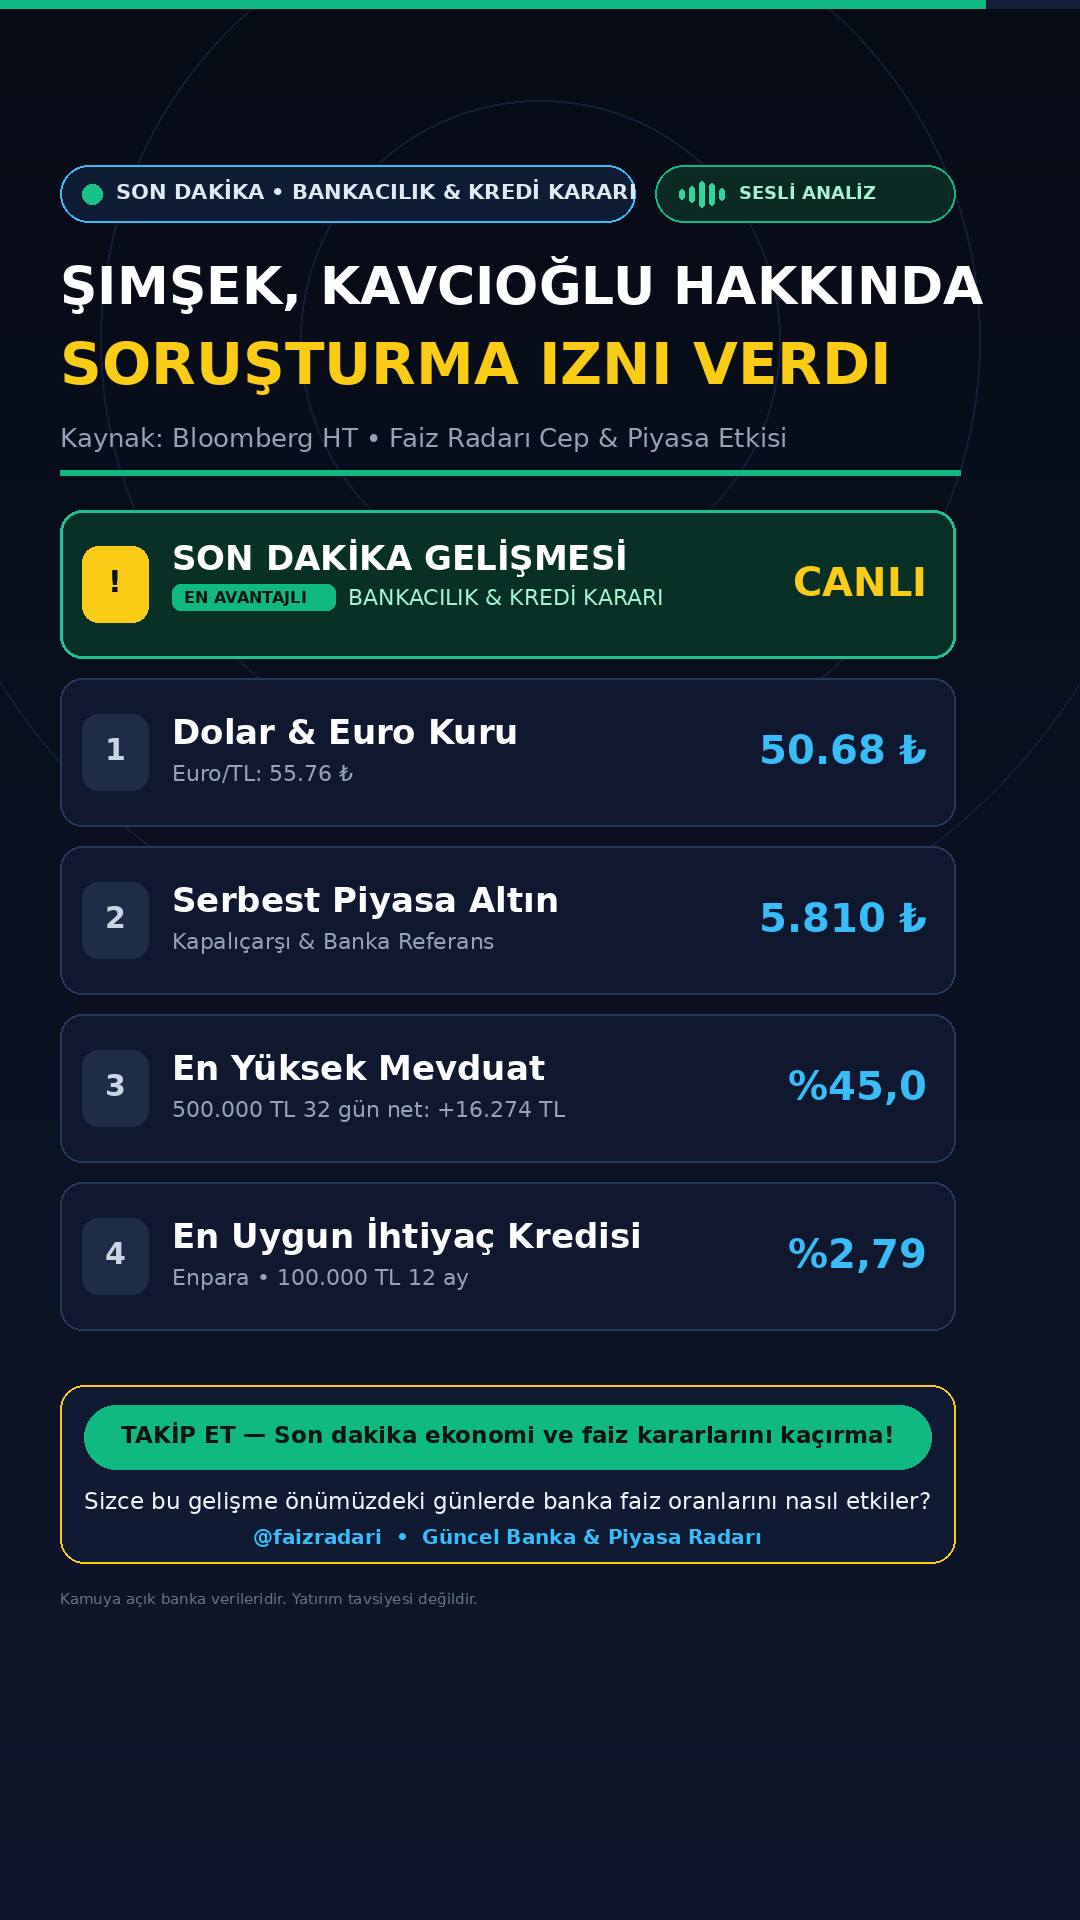 SON DAKİKA • BANKACILIK & KREDİ KARARI
SESLİ ANALİZ
ŞIMŞEK, KAVCIOĞLU HAKKINDA
SORUŞTURMA IZNI VERDI
Kaynak: Bloomberg HT • Faiz Radarı Cep & Piyasa Etkisi
!
SON DAKİKA GELİŞMESİ
EN AVANTAJLI
BANKACILIK & KREDİ KARARI
CANLI
1
Dolar & Euro Kuru
Euro/TL: 55.76 ₺
50.68 ₺
2
Serbest Piyasa Altın
Kapalıçarşı & Banka Referans
5.810 ₺
3
En Yüksek Mevduat
500.000 TL 32 gün net: +16.274 TL
%45,0
4
En Uygun İhtiyaç Kredisi
Enpara • 100.000 TL 12 ay
%2,79
TAKİP ET — Son dakika ekonomi ve faiz kararlarını kaçırma!
Sizce bu gelişme önümüzdeki günlerde banka faiz oranlarını nasıl etkiler?
@faizradari • Güncel Banka & Piyasa Radarı
Kamuya açık banka verileridir. Yatırım tavsiyesi değildir.